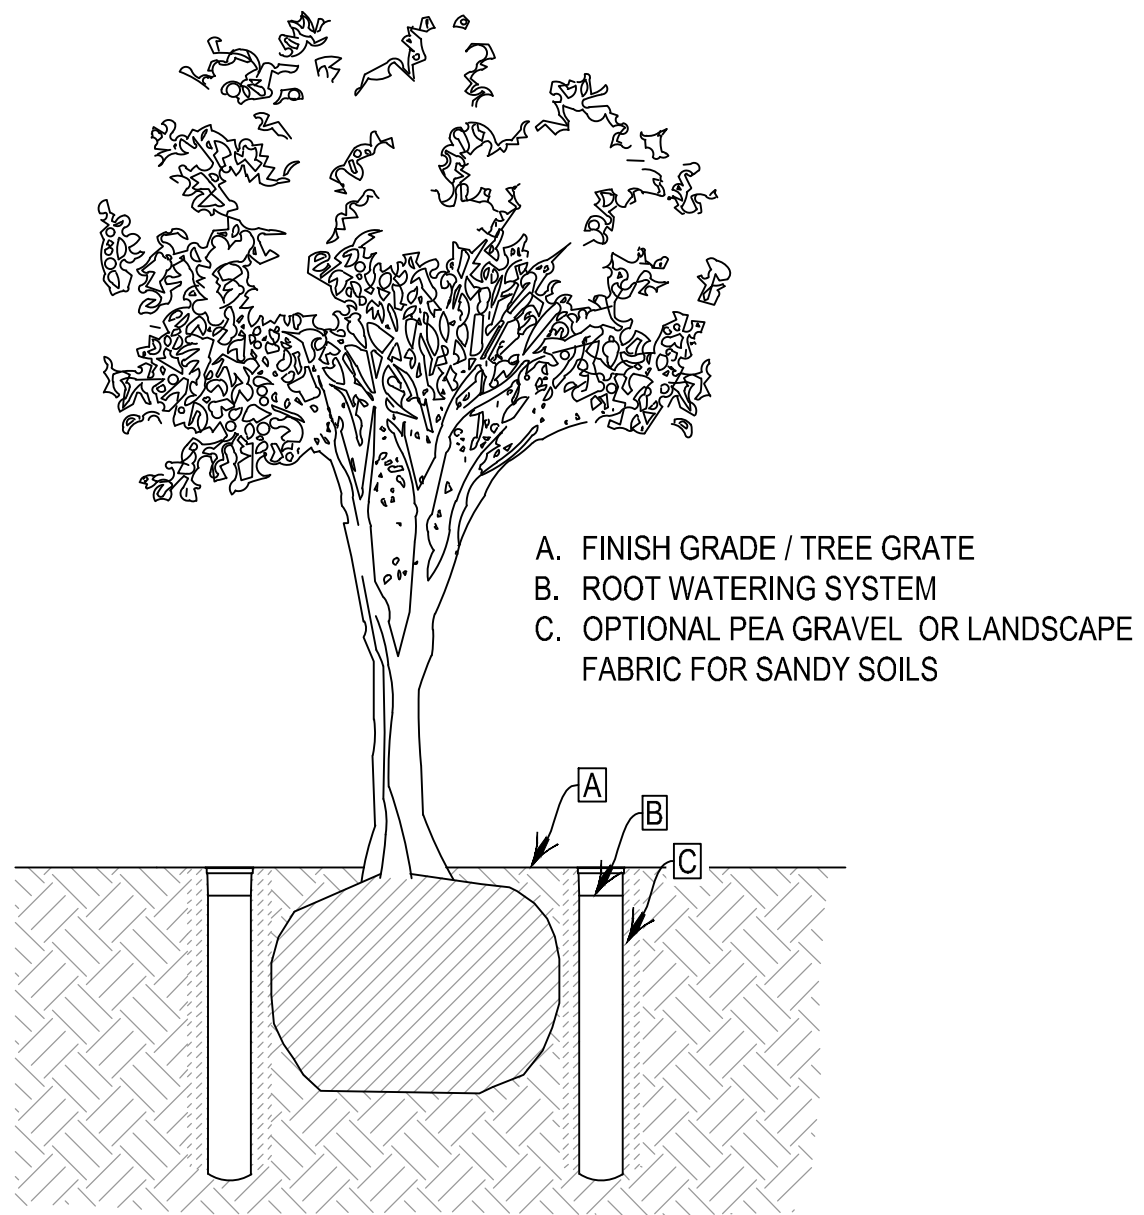 A. FINISH GRADE / TREE GRATE
B. ROOT WATERING SYSTEM
C. OPTIONAL PEA GRAVEL OR LANDSCAPE
FABRIC FOR SANDY SOILS
A
B
C